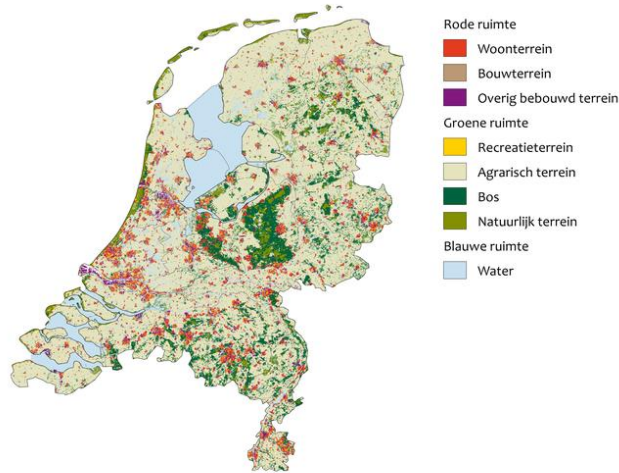 Rode ruimte
Woonterrein
Bouwterrein
Overig bebouwd terrein
Groene ruimte
Recreatieterrein
Agrarisch terrein
Bos
Natuurlijk terrein
Blauwe ruimte
Water